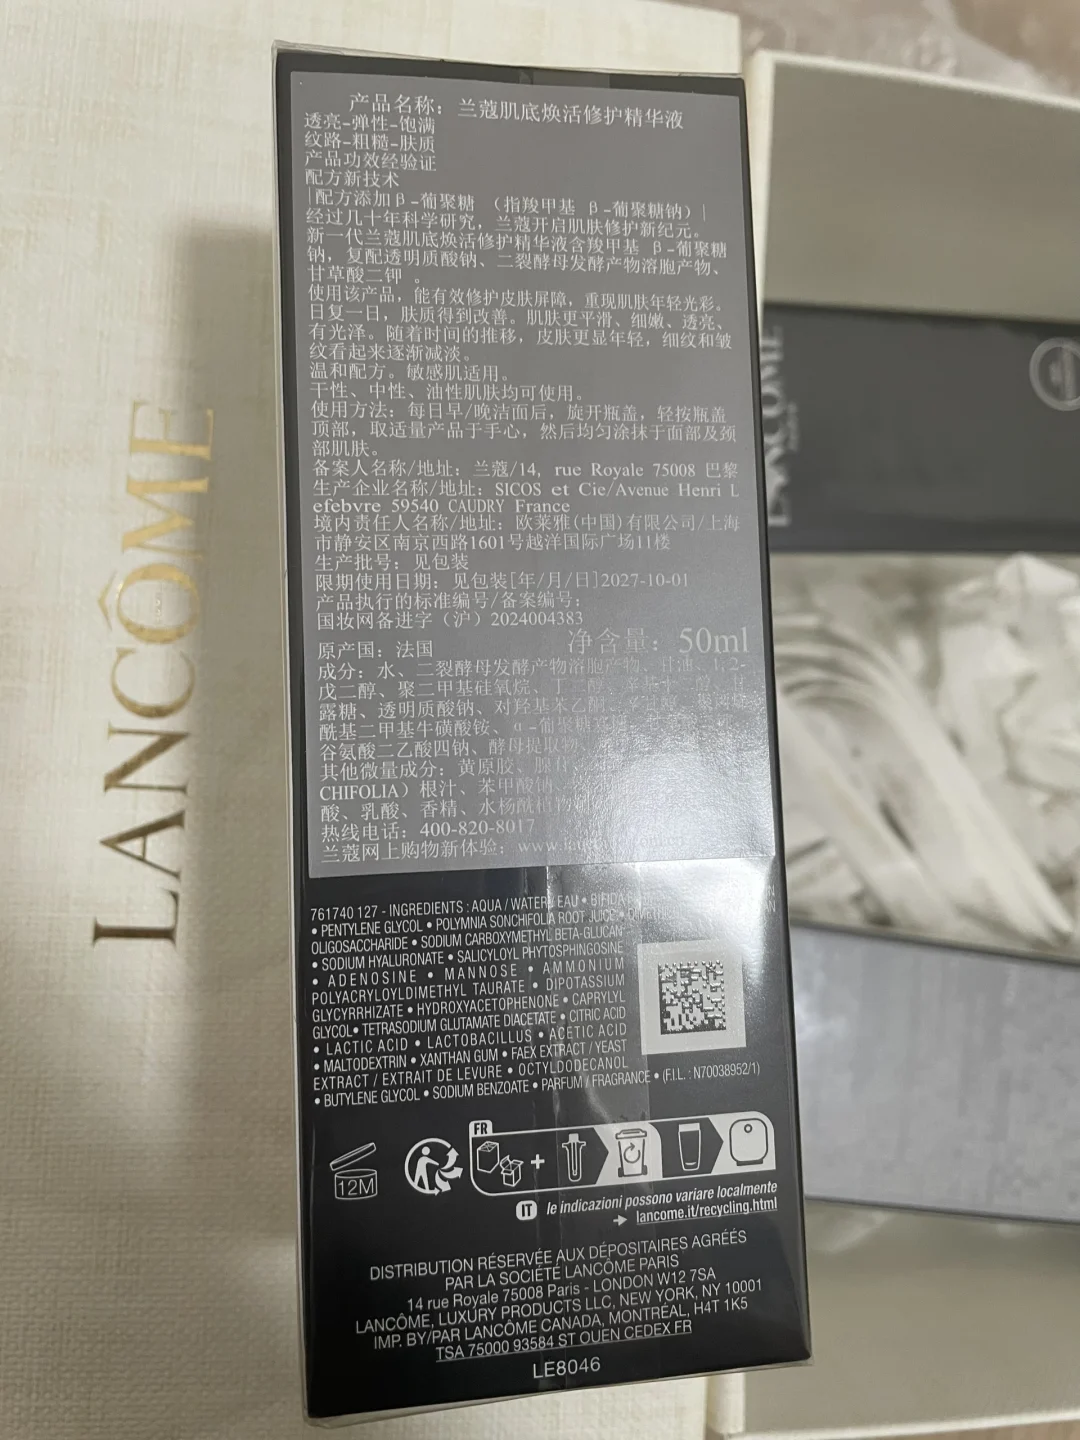 产品名称：兰蔻肌底焕活修护精华液
透亮-弹性-饱满
纹路-粗糙-肤质
产品功效经验证
配方新技术
|配方添加β-葡聚糖 （指羧甲基 β-葡聚糖钠）|
经过几十年科学研究，兰蔻开启肌肤修护新纪元。
新一代兰蔻肌底焕活修护精华液含羧甲基 β-葡聚糖
钠，复配透明质酸钠、二裂酵母发酵产物溶胞产物、
甘草酸二钾 。
使用该产品，能有效修护皮肤屏障，重现肌肤年轻光彩。
日复一日，肤质得到改善。肌肤更平滑、细嫩、透亮、
有光泽。随着时间的推移，皮肤更显年轻，细纹和皱
纹看起来逐渐减淡。
温和配方。敏感肌适用。
干性、中性、油性肌肤均可使用。
使用方法：每日早/晚洁面后，旋开瓶盖，轻按瓶盖
顶部，取适量产品于手心，然后均匀涂抹于面部及颈
部肌肤。
备案人名称/地址：兰蔻/14, rue Royale 75008 巴黎
生产企业名称/地址：SICOS et Cie/Avenue Henri L
efebvre 59540 CAUDRY France
境内责任人名称/地址：欧莱雅(中国)有限公司/上海
市静安区南京西路1601号越洋国际广场11楼
生产批号：见包装
限期使用日期：见包装[年/月/日]2027-10-01
产品执行的标准编号/备案编号：
国妆网备进字（沪）2024004383
原产国：法国 净含量：50ml
成分：水、二裂酵母发酵产物溶胞产物、甘油、1,2-
戊二醇、聚二甲基硅氧烷、丁二醇、辛基十二醇、甘
露糖、透明质酸钠、对羟基苯乙酮、辛甘醇、聚丙烯
酰基二甲基牛磺酸铵、α-葡聚糖寡糖、
谷氨酸二乙酸四钠、酵母提取物、
其他微量成分：黄原胶、腺苷、
CHIFOLIA）根汁、苯甲酸钠、
酸、乳酸、香精、水杨酰植物
热线电话：400-820-8017
兰蔻网上购物新体验：www.lancome.com.cn
761740 127 - INGREDIENTS : AQUA / WATER / EAU • BIFIDA
• PENTYLENE GLYCOL • POLYMNIA SONCHIFOLIA ROOT JUICE •
OLIGOSACCHARIDE • SODIUM CARBOXYMETHYL BETA-GLUCAN
• SODIUM HYALURONATE • SALICYLOYL PHYTOSPHINGOSINE
• ADENOSINE • MANNOSE • AMMONIUM
POLYACRYLOYLDIMETHYL TAURATE • DIPOTASSIUM
GLYCYRRHIZATE • HYDROXYACETOPHENONE • CAPRYLYL
GLYCOL • TETRASODIUM GLUTAMATE DIACETATE • CITRIC ACID
• LACTIC ACID • LACTOBACILLUS • ACETIC ACID
• MALTODEXTRIN • XANTHAN GUM • FAEX EXTRACT / YEAST
EXTRACT / EXTRAIT DE LEVURE • OCTYLDODECANOL
• BUTYLENE GLYCOL • SODIUM BENZOATE • PARFUM / FRAGRANCE • (F.I.L. : N70038952/1)
FR
12M
+
IT le indicazioni possono variare localmente
→ lancome.it/recycling.html
DISTRIBUTION RÉSERVÉE AUX DÉPOSITAIRES AGRÉÉS
PAR LA SOCIÉTÉ LANCÔME PARIS
14 rue Royale 75008 Paris - LONDON W12 7SA
LANCÔME, LUXURY PRODUCTS LLC, NEW YORK, NY 10001
IMP. BY/PAR LANCÔME CANADA, MONTRÉAL, H4T 1K5
TSA 75000 93584 ST OUEN CEDEX FR
LE8046
LANCÔME
LANCÔME